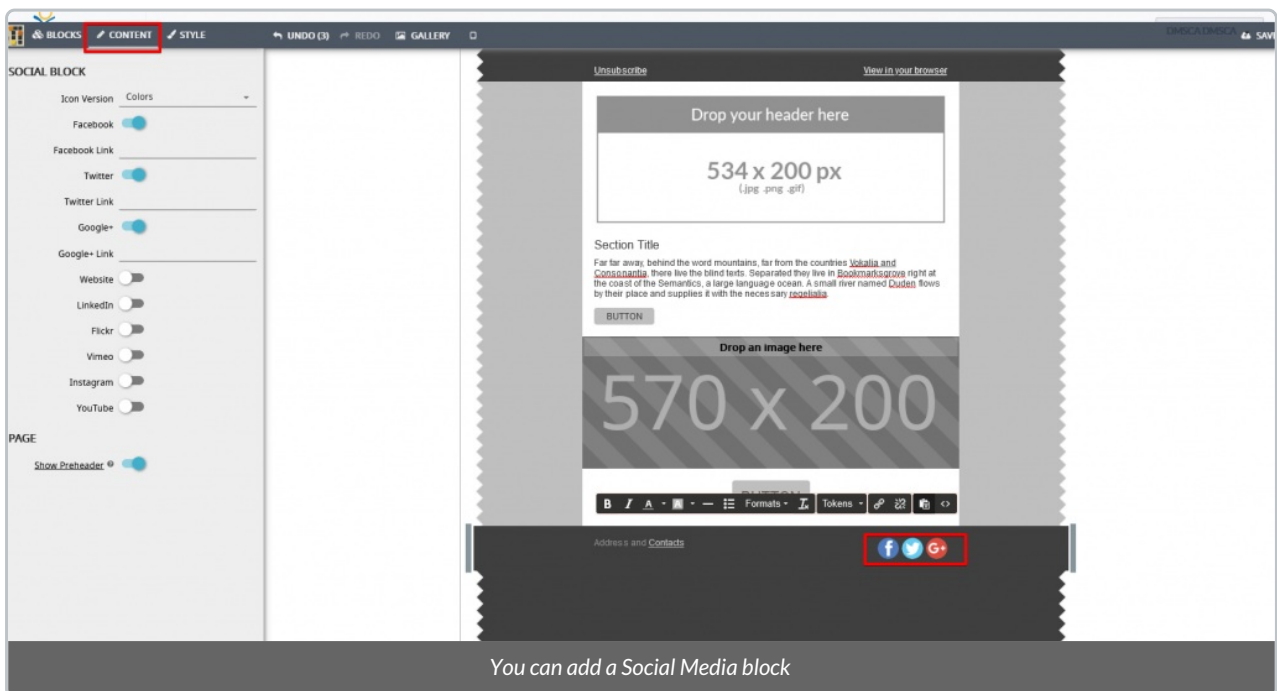 BLOCKS CONTENT STYLE UNDO (3) REDO GALLERY DMSCA DMSCA SAVE
SOCIAL BLOCK
Icon Version Colors
Facebook
Facebook Link
Twitter
Twitter Link
Google+
Google+ Link
Website
LinkedIn
Flickr
Vimeo
Instagram
YouTube
PAGE
Show Preheader
Unsubscribe View in your browser
Drop your header here
534 x 200 px
(.jpg .png .gif)
Section Title
Far far away, behind the word mountains, far from the countries Vokalia and
Consonantia, there live the blind texts. Separated they live in Bookmarksgrove right at
the coast of the Semantics, a large language ocean. A small river named Duden flows
by their place and supplies it with the necessary regelialia.
BUTTON
Drop an image here
570 x 200
BUTTON
B I A A Formats Tx Tokens
Address and Contacts f G+
You can add a Social Media block